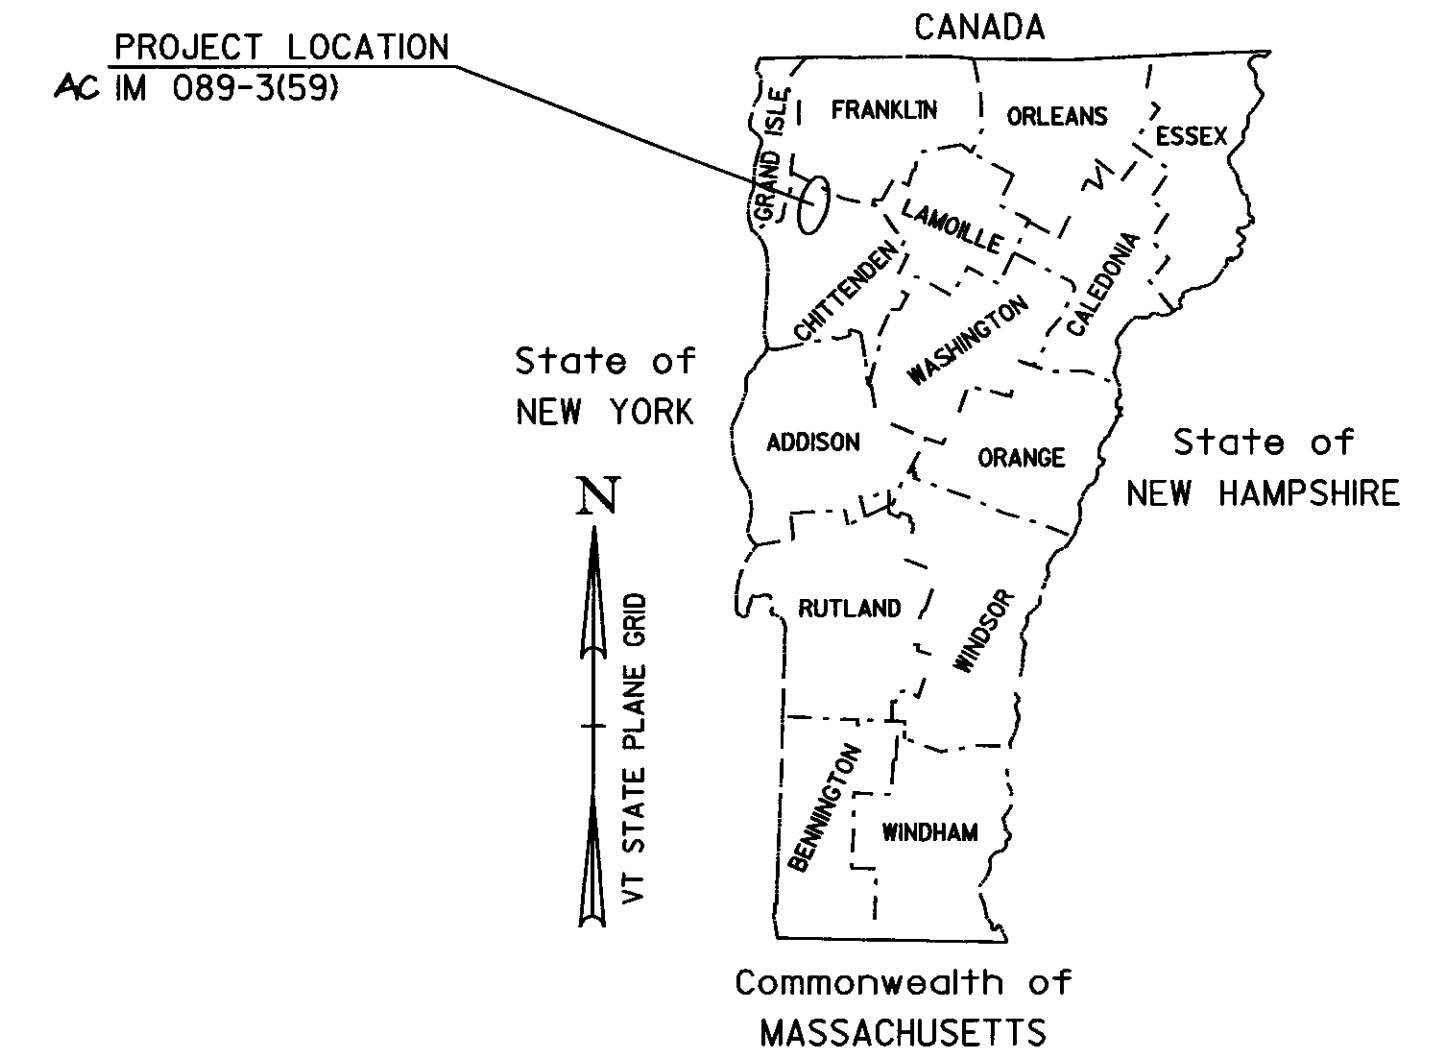 CANADA
PROJECT LOCATION
AC IM 089-3(59)
GRAND ISLE
FRANKLIN
ORLEANS
ESSEX
LAMOILLE
CHITTENDEN
CALEDONIA
WASHINGTON
State of
NEW YORK
ADDISON
ORANGE
State of
NEW HAMPSHIRE
N
VT STATE PLANE GRID
RUTLAND
WINDSOR
BENNINGTON
WINDHAM
Commonwealth of
MASSACHUSETTS